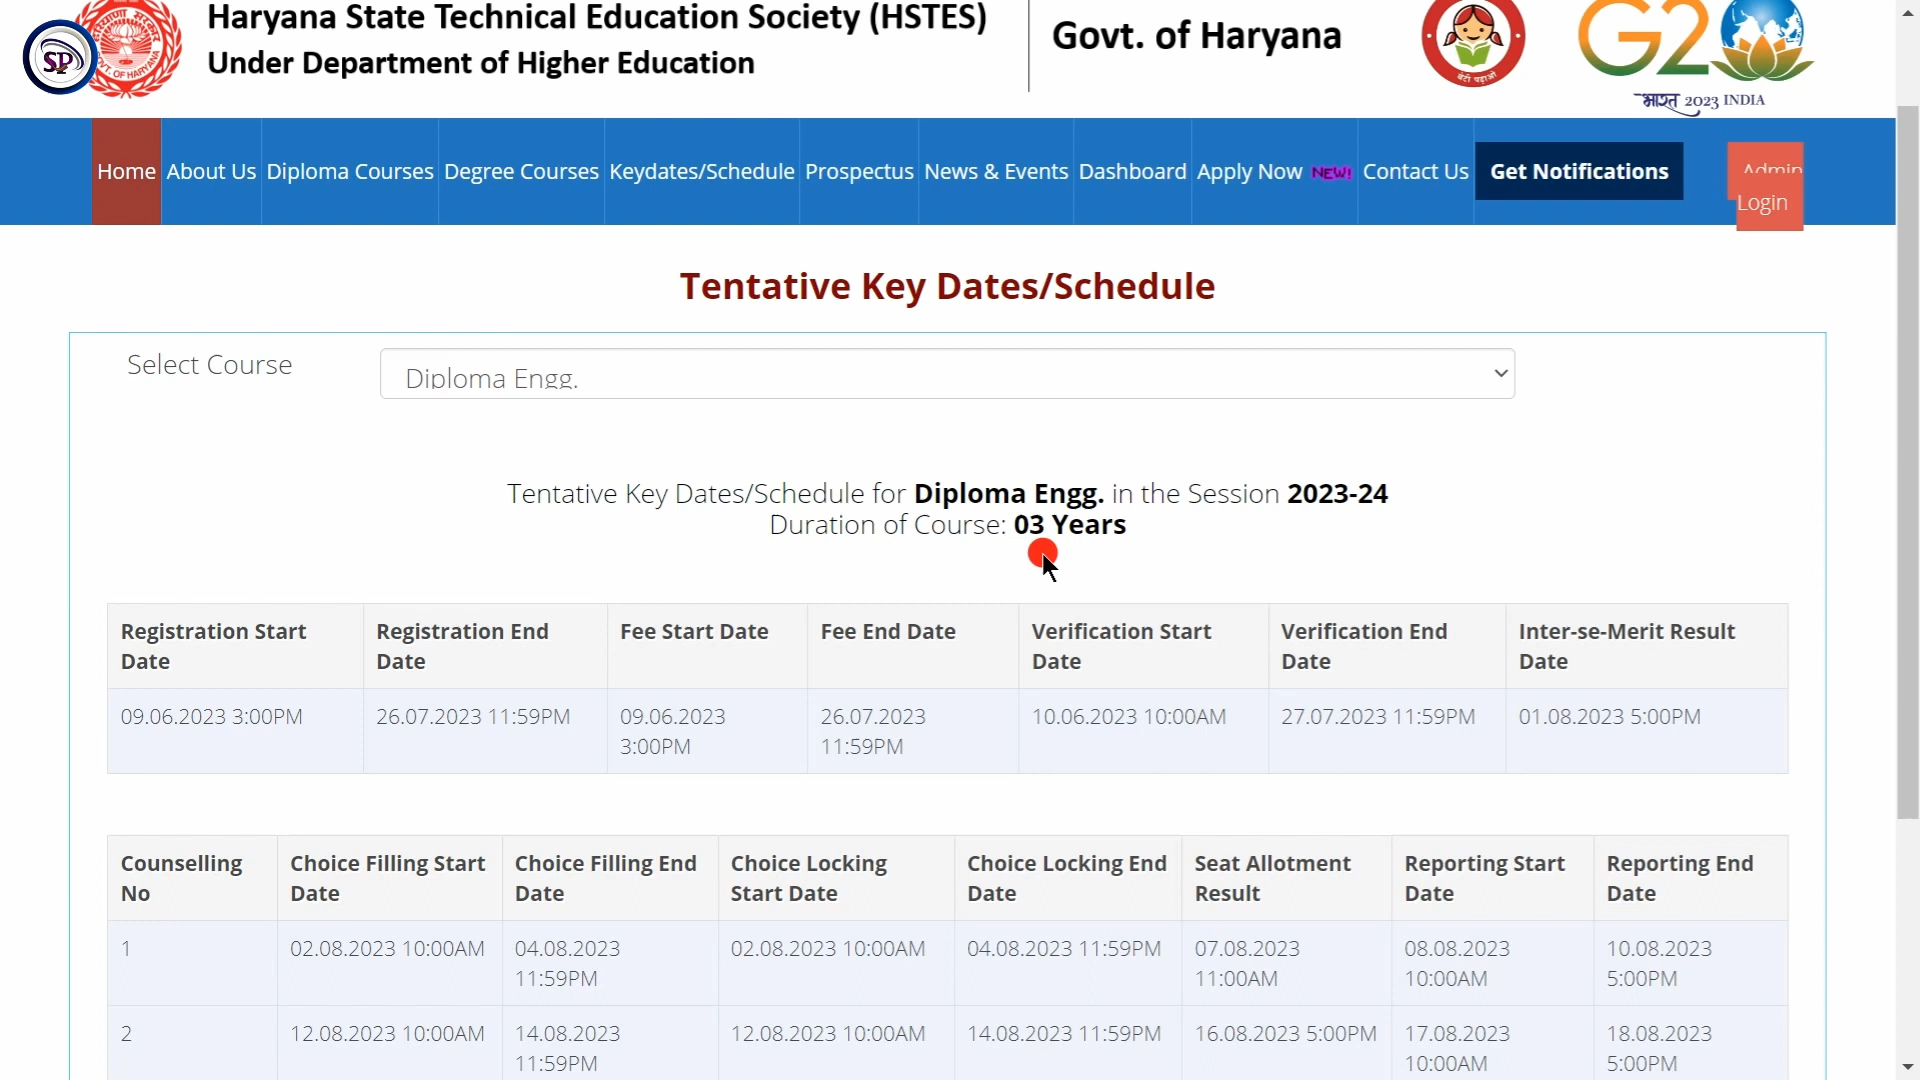 Haryana State Technical Education Society (HSTES)
Under Department of Higher Education
Govt. of Haryana
SP
GOVT. OF HARYANA
बेटी पढ़ाओ
G2
भारत 2023 INDIA
Home About Us Diploma Courses Degree Courses Keydates/Schedule Prospectus News & Events Dashboard Apply Now NEW! Contact Us Get Notifications Admin
Login
Tentative Key Dates/Schedule
Select Course
Diploma Engg.
Tentative Key Dates/Schedule for Diploma Engg. in the Session 2023-24
Duration of Course: 03 Years
Registration Start Date Registration End Date Fee Start Date Fee End Date Verification Start Date Verification End Date Inter-se-Merit Result Date
09.06.2023 3:00PM 26.07.2023 11:59PM 09.06.2023 3:00PM 26.07.2023 11:59PM 10.06.2023 10:00AM 27.07.2023 11:59PM 01.08.2023 5:00PM
Counselling No Choice Filling Start Date Choice Filling End Date Choice Locking Start Date Choice Locking End Date Seat Allotment Result Reporting Start Date Reporting End Date
1 02.08.2023 10:00AM 04.08.2023 11:59PM 02.08.2023 10:00AM 04.08.2023 11:59PM 07.08.2023 11:00AM 08.08.2023 10:00AM 10.08.2023 5:00PM
2 12.08.2023 10:00AM 14.08.2023 11:59PM 12.08.2023 10:00AM 14.08.2023 11:59PM 16.08.2023 5:00PM 17.08.2023 10:00AM 18.08.2023 5:00PM